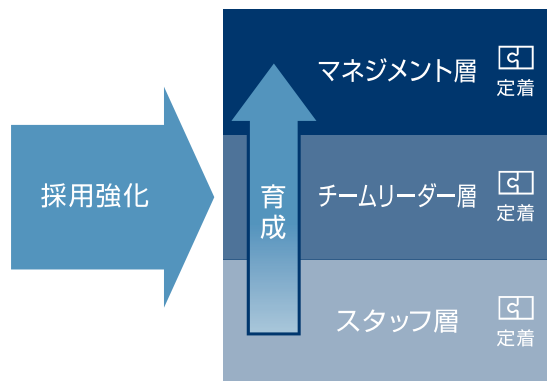 採用強化
育成
マネジメント層
定着
チームリーダー層
定着
スタッフ層
定着